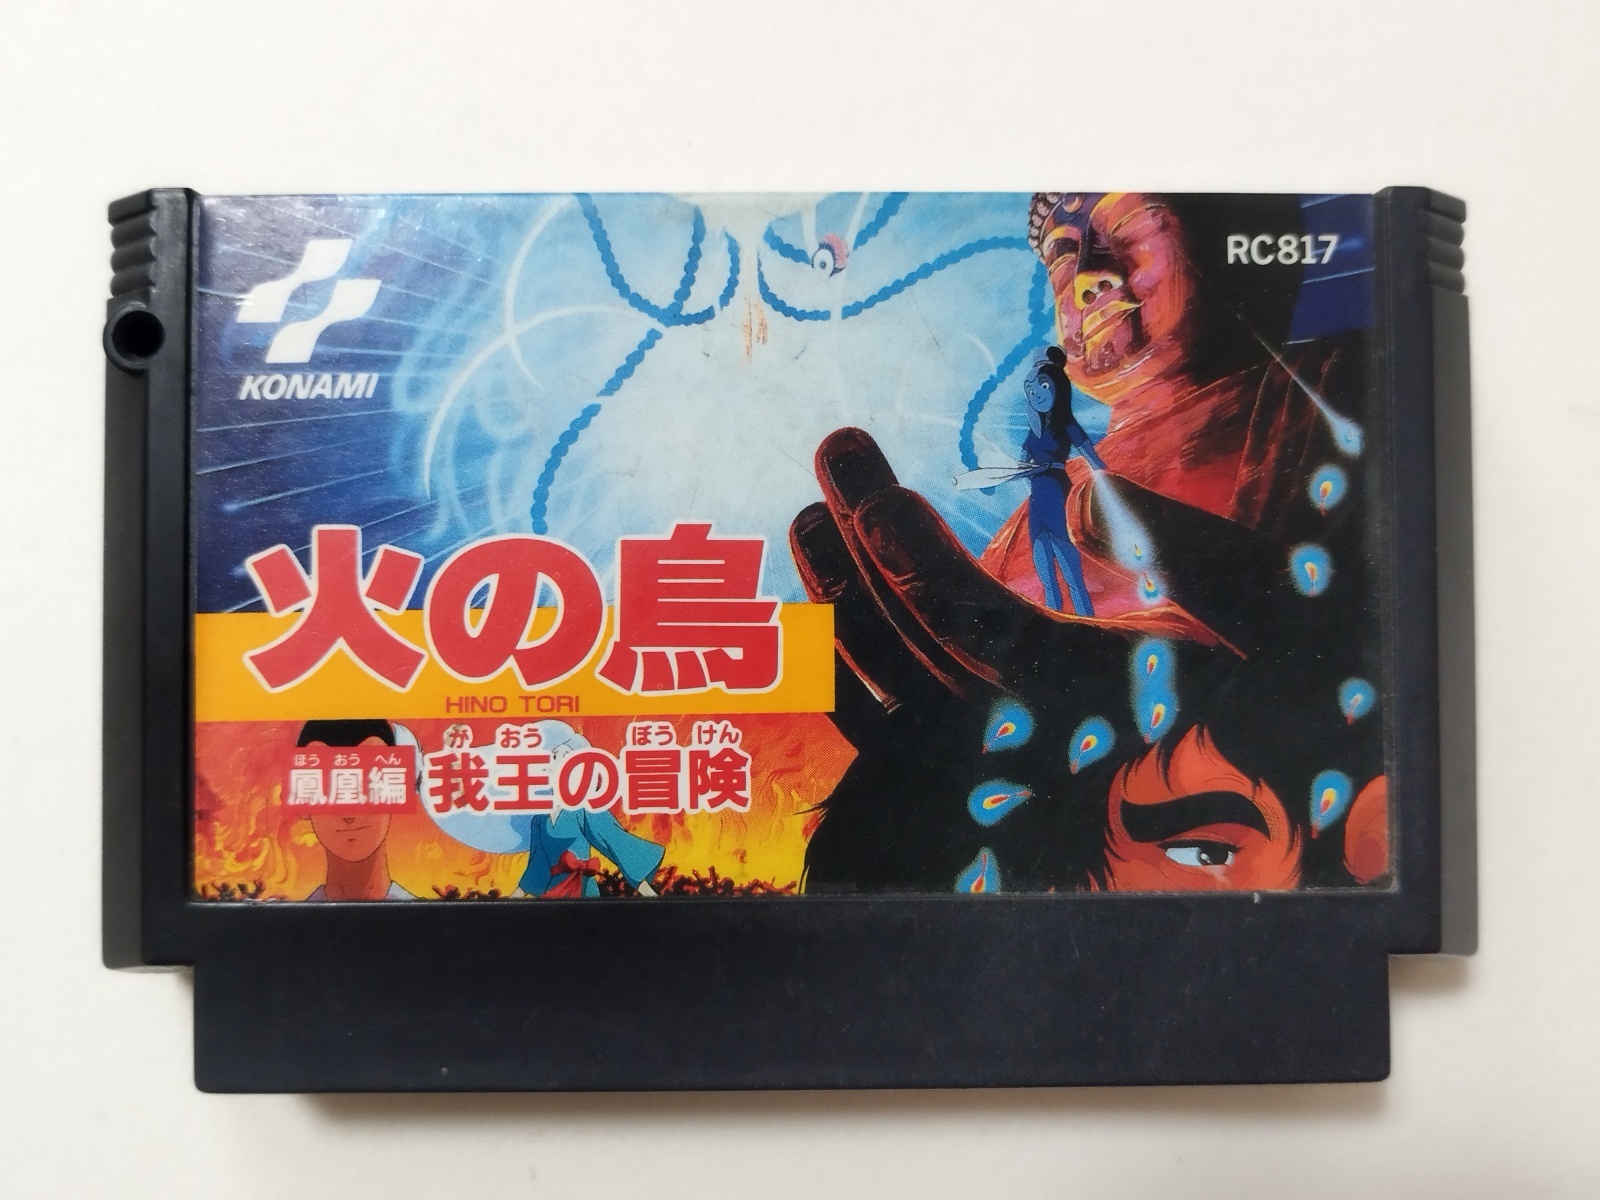 KONAMI
RC817
火の鳥
HINO TORI
ほう おう へん
鳳凰編
が おう ぼう けん
我王の冒険